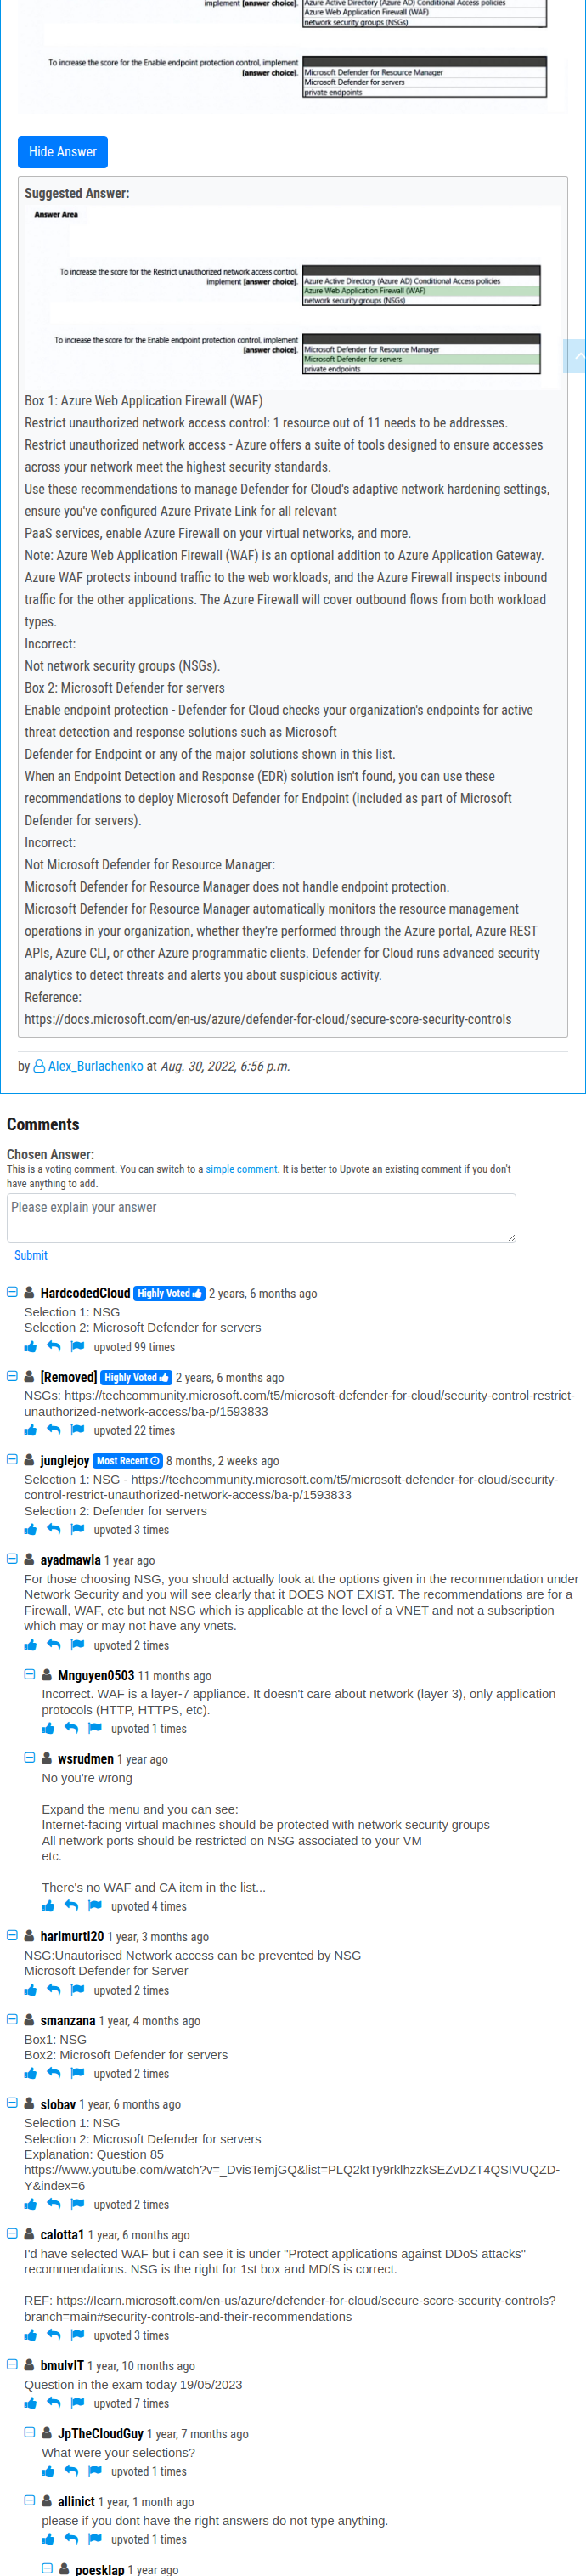 implement [answer choice].
Azure Active Directory (Azure AD) Conditional Access policies
Azure Web Application Firewall (WAF)
network security groups (NSGs)
To increase the score for the Enable endpoint protection control, implement
[answer choice].
Microsoft Defender for Resource Manager
Microsoft Defender for servers
private endpoints
Hide Answer
Suggested Answer:
Answer Area
To increase the score for the Restrict unauthorized network access control,
implement [answer choice].
Azure Active Directory (Azure AD) Conditional Access policies
Azure Web Application Firewall (WAF)
network security groups (NSGs)
To increase the score for the Enable endpoint protection control, implement
[answer choice].
Microsoft Defender for Resource Manager
Microsoft Defender for servers
private endpoints
Box 1: Azure Web Application Firewall (WAF)
Restrict unauthorized network access control: 1 resource out of 11 needs to be addresses.
Restrict unauthorized network access - Azure offers a suite of tools designed to ensure accesses
across your network meet the highest security standards.
Use these recommendations to manage Defender for Cloud's adaptive network hardening settings,
ensure you've configured Azure Private Link for all relevant
PaaS services, enable Azure Firewall on your virtual networks, and more.
Note: Azure Web Application Firewall (WAF) is an optional addition to Azure Application Gateway.
Azure WAF protects inbound traffic to the web workloads, and the Azure Firewall inspects inbound
traffic for the other applications. The Azure Firewall will cover outbound flows from both workload
types.
Incorrect:
Not network security groups (NSGs).
Box 2: Microsoft Defender for servers
Enable endpoint protection - Defender for Cloud checks your organization's endpoints for active
threat detection and response solutions such as Microsoft
Defender for Endpoint or any of the major solutions shown in this list.
When an Endpoint Detection and Response (EDR) solution isn't found, you can use these
recommendations to deploy Microsoft Defender for Endpoint (included as part of Microsoft
Defender for servers).
Incorrect:
Not Microsoft Defender for Resource Manager:
Microsoft Defender for Resource Manager does not handle endpoint protection.
Microsoft Defender for Resource Manager automatically monitors the resource management
operations in your organization, whether they're performed through the Azure portal, Azure REST
APIs, Azure CLI, or other Azure programmatic clients. Defender for Cloud runs advanced security
analytics to detect threats and alerts you about suspicious activity.
Reference:
https://docs.microsoft.com/en-us/azure/defender-for-cloud/secure-score-security-controls
by Alex_Burlachenko at Aug. 30, 2022, 6:56 p.m.
Comments
Chosen Answer:
This is a voting comment. You can switch to a simple comment. It is better to Upvote an existing comment if you don't
have anything to add.
Please explain your answer
Submit
HardcodedCloud Highly Voted 2 years, 6 months ago
Selection 1: NSG
Selection 2: Microsoft Defender for servers
upvoted 99 times
[Removed] Highly Voted 2 years, 6 months ago
NSGs: https://techcommunity.microsoft.com/t5/microsoft-defender-for-cloud/security-control-restrict-
unauthorized-network-access/ba-p/1593833
upvoted 22 times
junglejoy Most Recent 8 months, 2 weeks ago
Selection 1: NSG - https://techcommunity.microsoft.com/t5/microsoft-defender-for-cloud/security-
control-restrict-unauthorized-network-access/ba-p/1593833
Selection 2: Defender for servers
upvoted 3 times
ayadmawla 1 year ago
For those choosing NSG, you should actually look at the options given in the recommendation under
Network Security and you will see clearly that it DOES NOT EXIST. The recommendations are for a
Firewall, WAF, etc but not NSG which is applicable at the level of a VNET and not a subscription
which may or may not have any vnets.
upvoted 2 times
Mnguyen0503 11 months ago
Incorrect. WAF is a layer-7 appliance. It doesn't care about network (layer 3), only application
protocols (HTTP, HTTPS, etc).
upvoted 1 times
wsrudmen 1 year ago
No you're wrong
Expand the menu and you can see:
Internet-facing virtual machines should be protected with network security groups
All network ports should be restricted on NSG associated to your VM
etc.
There's no WAF and CA item in the list...
upvoted 4 times
harimurti20 1 year, 3 months ago
NSG:Unautorised Network access can be prevented by NSG
Microsoft Defender for Server
upvoted 2 times
smanzana 1 year, 4 months ago
Box1: NSG
Box2: Microsoft Defender for servers
upvoted 2 times
slobav 1 year, 6 months ago
Selection 1: NSG
Selection 2: Microsoft Defender for servers
Explanation: Question 85
https://www.youtube.com/watch?v=_DvisTemjGQ&list=PLQ2ktTy9rklhzzkSEZvDZT4QSIVUQZD-
Y&index=6
upvoted 2 times
calotta1 1 year, 6 months ago
I'd have selected WAF but i can see it is under "Protect applications against DDoS attacks"
recommendations. NSG is the right for 1st box and MDfS is correct.
REF: https://learn.microsoft.com/en-us/azure/defender-for-cloud/secure-score-security-controls?
branch=main#security-controls-and-their-recommendations
upvoted 3 times
bmulvIT 1 year, 10 months ago
Question in the exam today 19/05/2023
upvoted 7 times
JpTheCloudGuy 1 year, 7 months ago
What were your selections?
upvoted 1 times
allinict 1 year, 1 month ago
please if you dont have the right answers do not type anything.
upvoted 1 times
poesklap 1 year ago